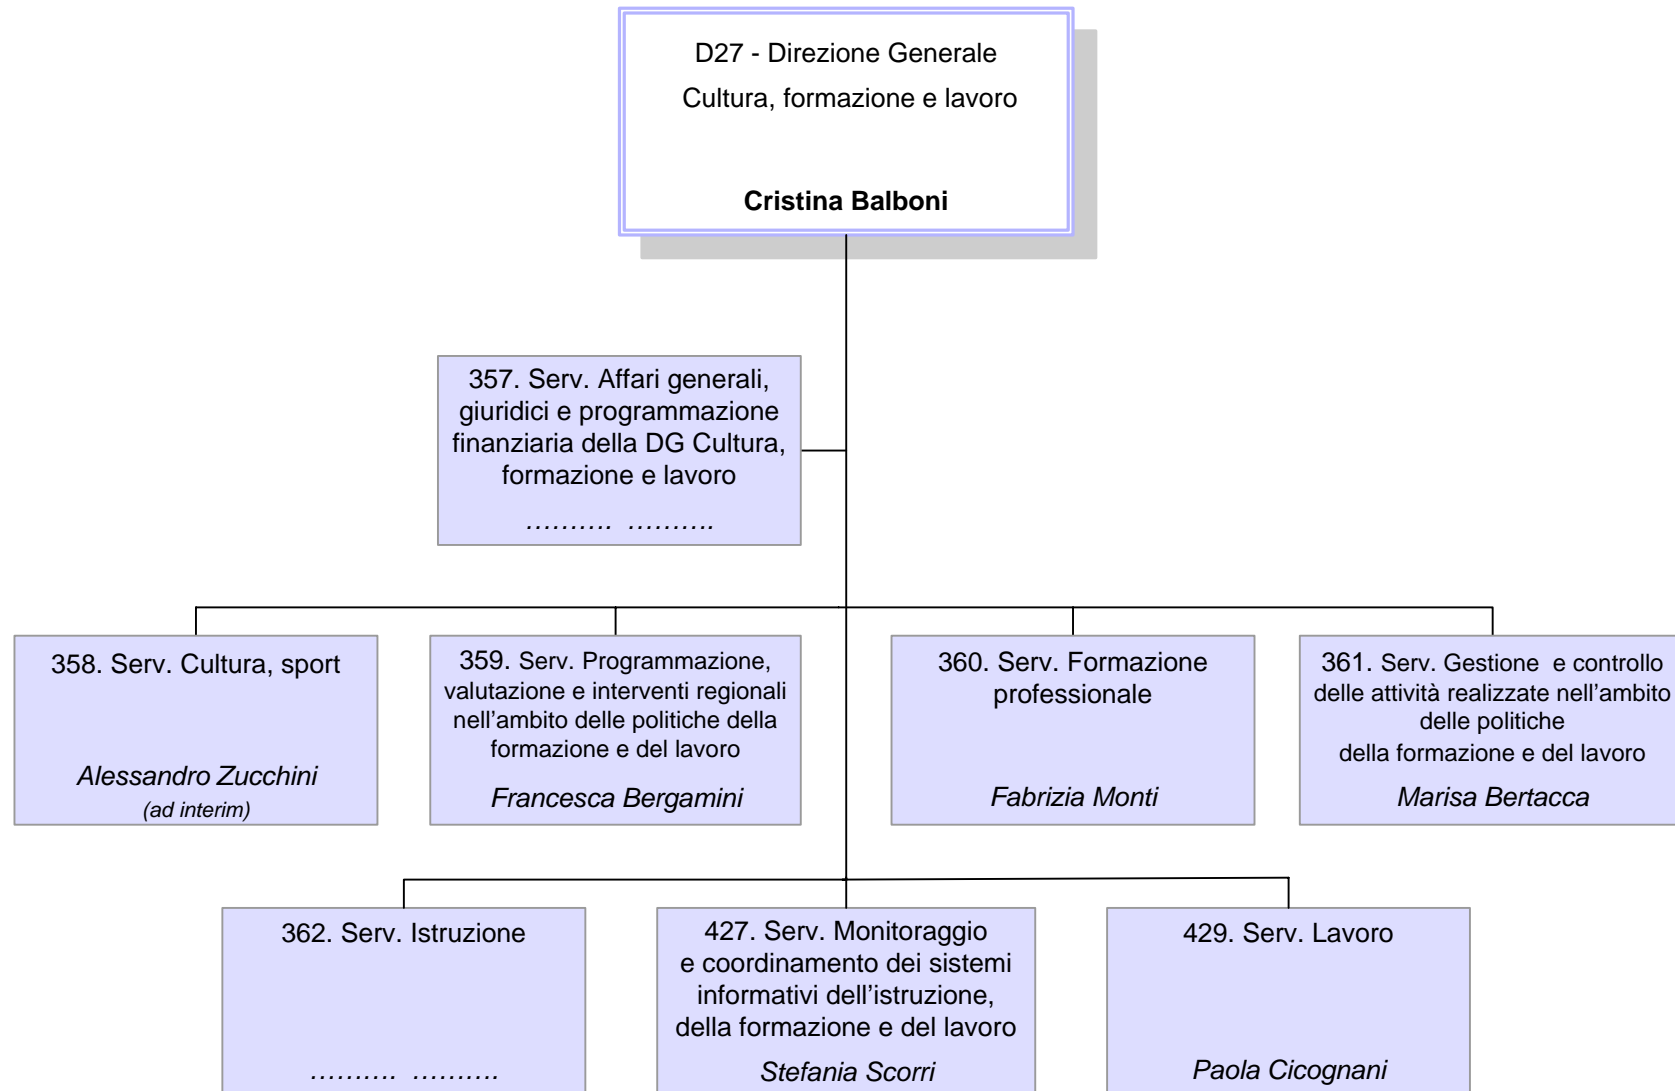 D27 - Direzione Generale
Cultura, formazione e lavoro
Cristina Balboni
357. Serv. Affari generali,
giuridici e programmazione
finanziaria della DG Cultura,
formazione e lavoro
………. ……….
358. Serv. Cultura, sport
Alessandro Zucchini
(ad interim)
359. Serv. Programmazione,
valutazione e interventi regionali
nell’ambito delle politiche della
formazione e del lavoro
Francesca Bergamini
360. Serv. Formazione
professionale
Fabrizia Monti
361. Serv. Gestione e controllo
delle attività realizzate nell’ambito
delle politiche
della formazione e del lavoro
Marisa Bertacca
362. Serv. Istruzione
………. ……….
427. Serv. Monitoraggio
e coordinamento dei sistemi
informativi dell’istruzione,
della formazione e del lavoro
Stefania Scorri
429. Serv. Lavoro
Paola Cicognani